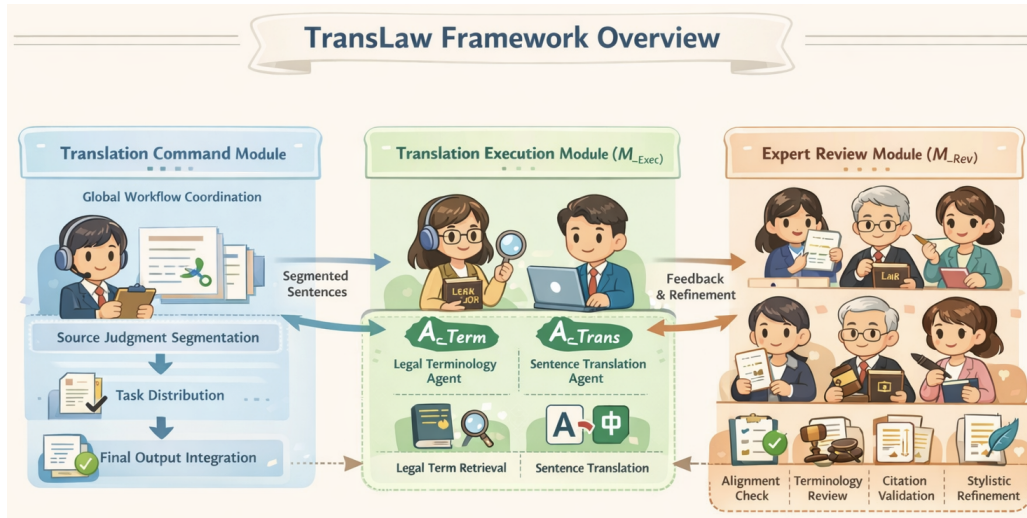 TransLaw Framework Overview
Translation Command Module
Global Workflow Coordination
Segmented
Sentences
Source Judgment Segmentation
Task Distribution
Final Output Integration
Translation Execution Module (M_Exec)
A_Term
Legal Terminology
Agent
A_Trans
Sentence Translation
Agent
A
中
Legal Term Retrieval
Sentence Translation
Feedback
& Refinement
Expert Review Module (M_Rev)
Alignment
Check
Terminology
Review
Citation
Validation
Stylistic
Refinement